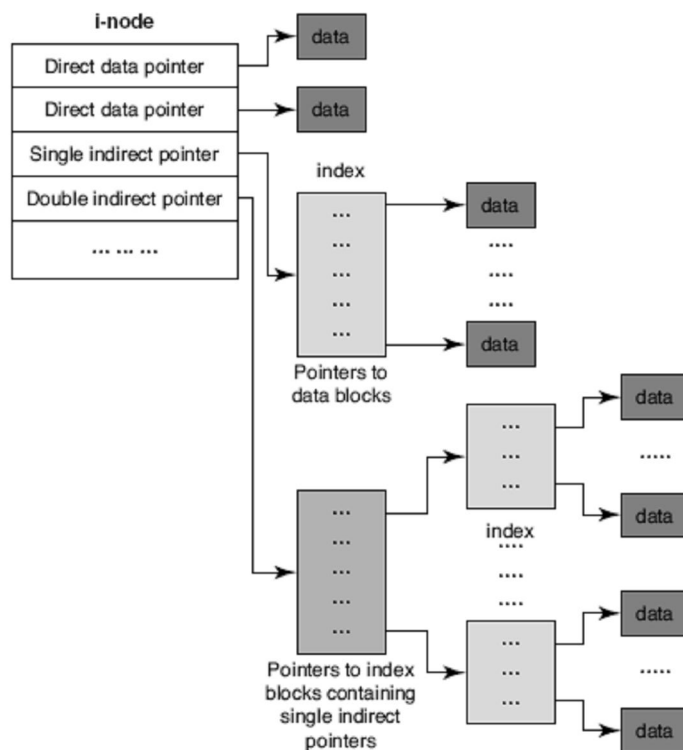 i-node
Direct data pointer
Direct data pointer
Single indirect pointer
Double indirect pointer
... ... ...
data
data
index
...
...
...
...
...
Pointers to
data blocks
data
....
....
....
data
...
...
...
...
...
Pointers to index
blocks containing
single indirect
pointers
...
...
...
index
....
....
....
...
...
...
data
.....
data
data
.....
data